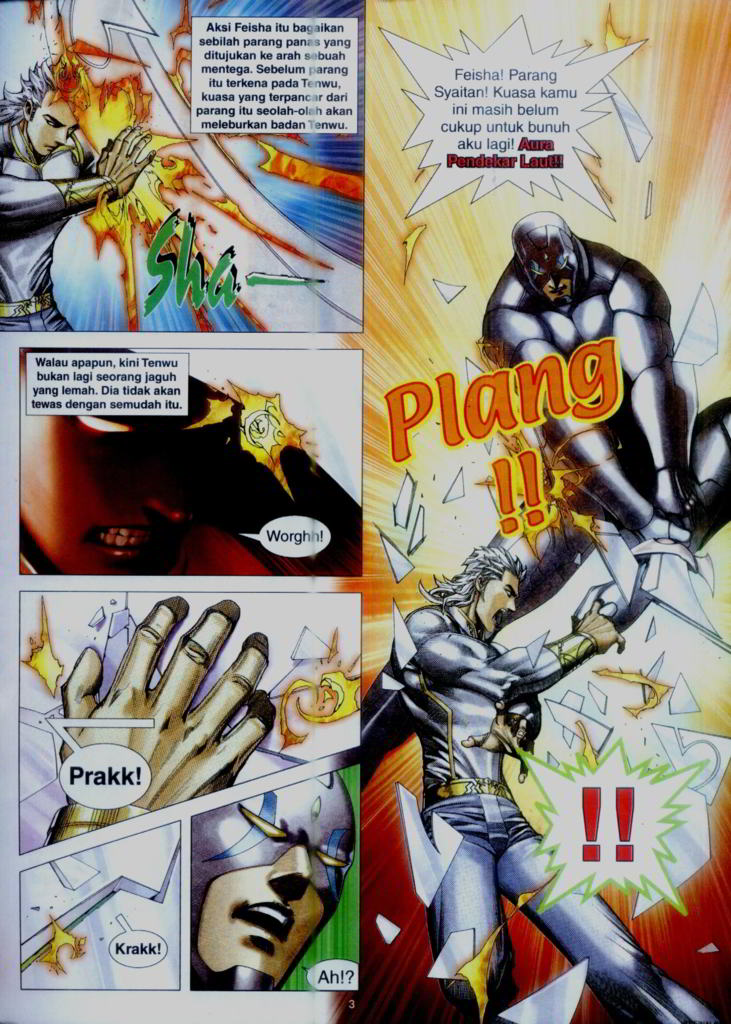 Aksi Feisha itu bagaikan
sebilah parang panas yang
ditujukan ke arah sebuah
mentega. Sebelum parang
itu terkena pada Tenwu,
kuasa yang terpancar dari
parang itu seolah-olah akan
meleburkan badan Tenwu.
Sha
Walau apapun, kini Tenwu
bukan lagi seorang jaguh
yang lemah. Dia tidak akan
tewas dengan semudah itu.
Worghh!
Prakk!
Krakk!
Ah!?
Feisha! Parang
Syaitan! Kuasa kamu
ini masih belum
cukup untuk bunuh
aku lagi! Aura
Pendekar Laut!!
Plang
!!
!!
3